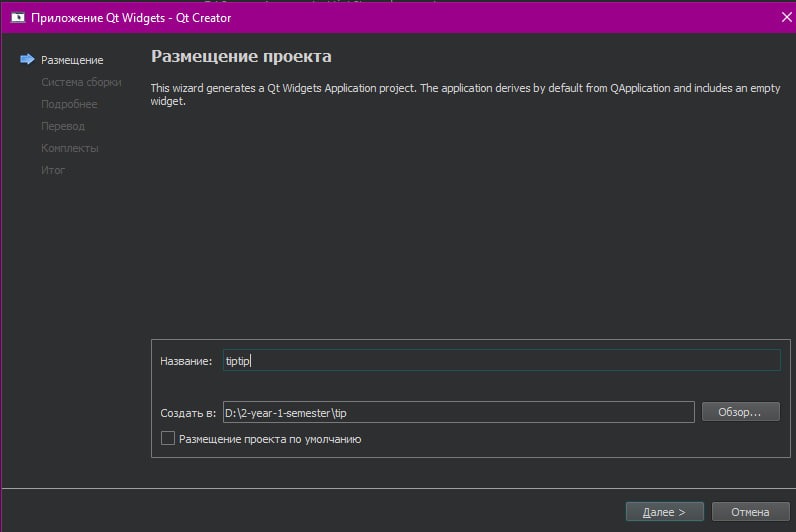 Приложение Qt Widgets - Qt Creator
Размещение
Система сборки
Подробнее
Перевод
Комплекты
Итог
Размещение проекта
This wizard generates a Qt Widgets Application project. The application derives by default from QApplication and includes an empty
widget.
Название: tiptip
Создать в: D:\2-year-1-semester\tip Обзор...
Размещение проекта по умолчанию
Далее > Отмена